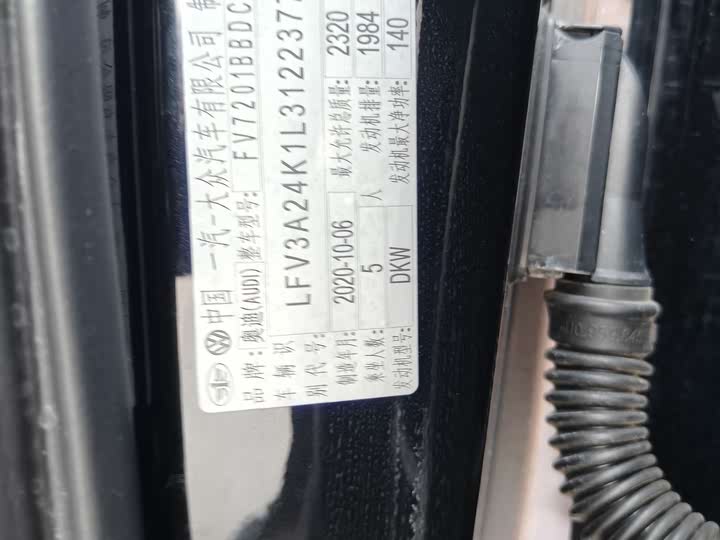 中国 一汽-大众汽车有限公司 制
品牌: 奥迪(AUDI) 整车型号: FV7201BBDC
车辆识别代号: LFV3A24K1L312237
制造年月: 2020-10-06 最大允许总质量: 2320
乘坐人数: 5 人 发动机排量: 1984
发动机型号: DKW 发动机最大净功率: 140